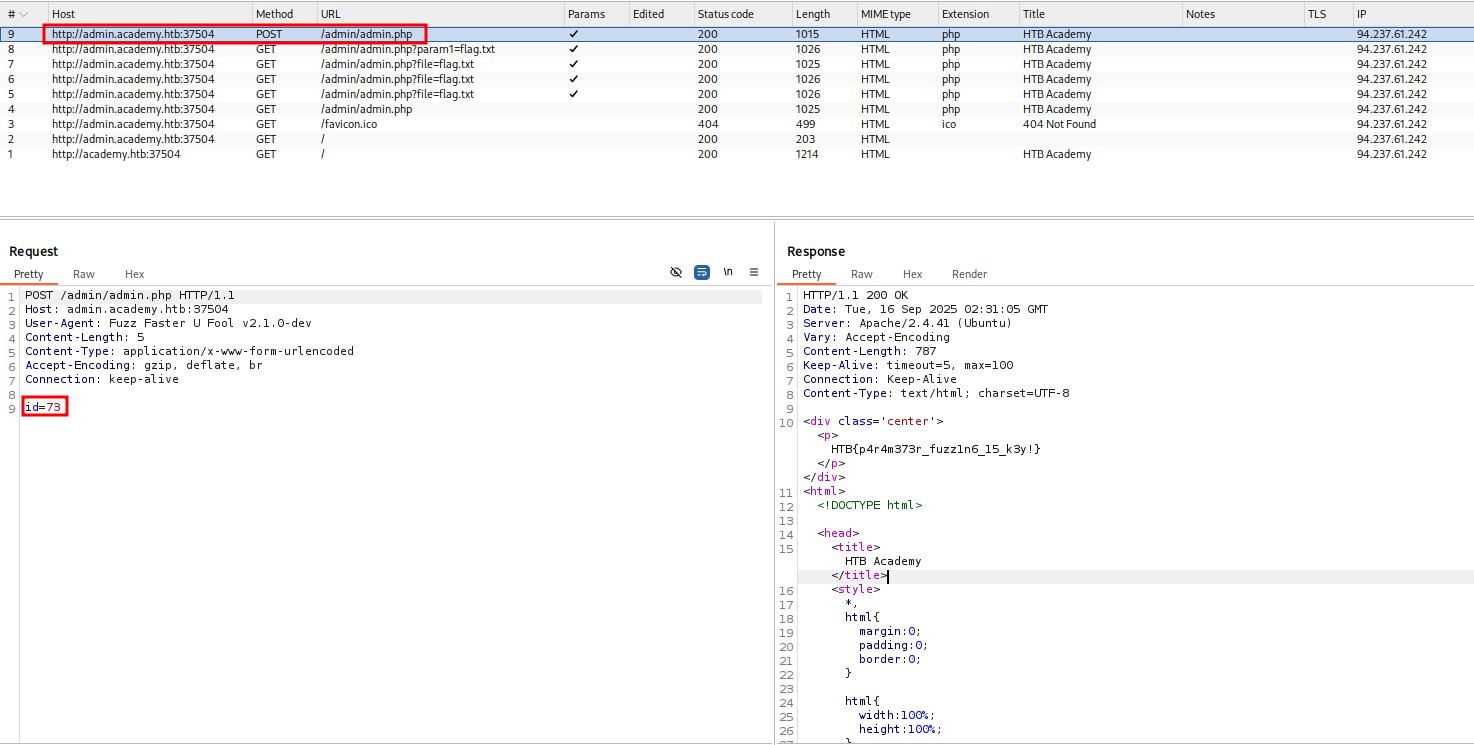 # Host Method URL Params Edited Status code Length MIME type Extension Title Notes TLS IP
9 http://admin.academy.htb:37504 POST /admin/admin.php ✓ 200 1015 HTML php HTB Academy 94.237.61.242
8 http://admin.academy.htb:37504 GET /admin/admin.php?param1=flag.txt ✓ 200 1026 HTML php HTB Academy 94.237.61.242
7 http://admin.academy.htb:37504 GET /admin/admin.php?file=flag.txt ✓ 200 1025 HTML php HTB Academy 94.237.61.242
6 http://admin.academy.htb:37504 GET /admin/admin.php?file=flag.txt ✓ 200 1026 HTML php HTB Academy 94.237.61.242
5 http://admin.academy.htb:37504 GET /admin/admin.php?file=flag.txt ✓ 200 1026 HTML php HTB Academy 94.237.61.242
4 http://admin.academy.htb:37504 GET /admin/admin.php 200 1025 HTML php HTB Academy 94.237.61.242
3 http://admin.academy.htb:37504 GET /favicon.ico 404 499 HTML ico 404 Not Found 94.237.61.242
2 http://admin.academy.htb:37504 GET / 200 203 HTML 94.237.61.242
1 http://academy.htb:37504 GET / 200 1214 HTML HTB Academy 94.237.61.242
Request
Pretty Raw Hex \n
1 POST /admin/admin.php HTTP/1.1
2 Host: admin.academy.htb:37504
3 User-Agent: Fuzz Faster U Fool v2.1.0-dev
4 Content-Length: 5
5 Content-Type: application/x-www-form-urlencoded
6 Accept-Encoding: gzip, deflate, br
7 Connection: keep-alive
8
9 id=73
Response
Pretty Raw Hex Render
1 HTTP/1.1 200 OK
2 Date: Tue, 16 Sep 2025 02:31:05 GMT
3 Server: Apache/2.4.41 (Ubuntu)
4 Vary: Accept-Encoding
5 Content-Length: 787
6 Keep-Alive: timeout=5, max=100
7 Connection: Keep-Alive
8 Content-Type: text/html; charset=UTF-8
9
10 <div class='center'>
<p>
HTB{p4r4m373r_fuzz1n6_15_k3y!}
</p>
</div>
11 <html>
12 <!DOCTYPE html>
13
14 <head>
15 <title>
HTB Academy
</title>
16 <style>
17 *,
18 html{
19 margin:0;
20 padding:0;
21 border:0;
22 }
23
24 html{
25 width:100%;
26 height:100%;
27 }